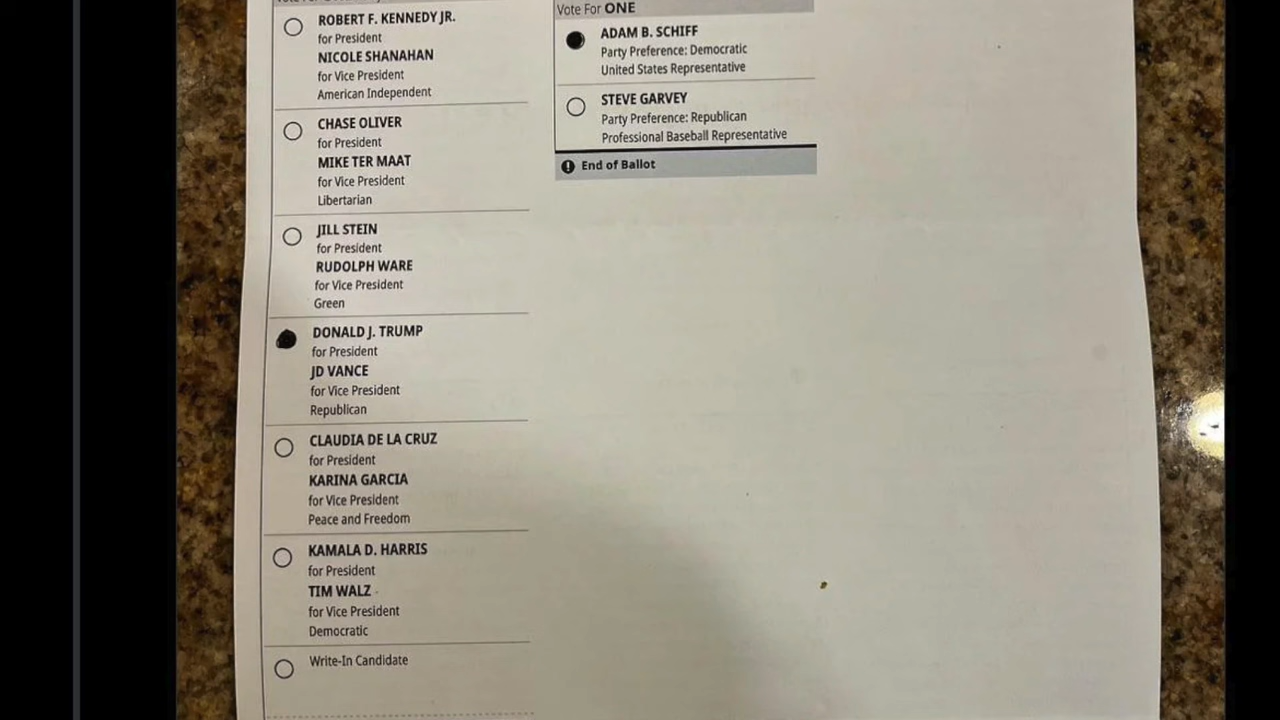 ROBERT F. KENNEDY JR.
for President
NICOLE SHANAHAN
for Vice President
American Independent
CHASE OLIVER
for President
MIKE TER MAAT
for Vice President
Libertarian
JILL STEIN
for President
RUDOLPH WARE
for Vice President
Green
DONALD J. TRUMP
for President
JD VANCE
for Vice President
Republican
CLAUDIA DE LA CRUZ
for President
KARINA GARCIA
for Vice President
Peace and Freedom
KAMALA D. HARRIS
for President
TIM WALZ
for Vice President
Democratic
Write-In Candidate
Vote For ONE
ADAM B. SCHIFF
Party Preference: Democratic
United States Representative
STEVE GARVEY
Party Preference: Republican
Professional Baseball Representative
End of Ballot